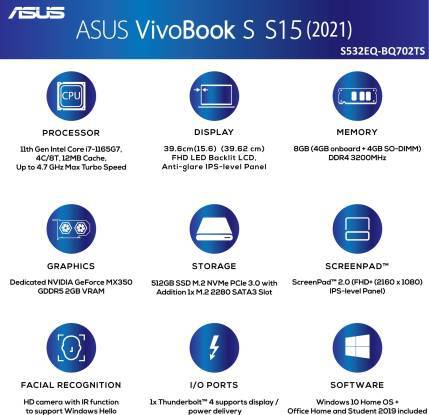 ASUS
ASUS VivoBook S S15 (2021)
S532EQ-BQ702TS
CPU
PROCESSOR
11th Gen Intel Core i7-1165G7,
4C/8T, 12MB Cache,
Up to 4.7 GHz Max Turbo Speed
DISPLAY
39.6cm(15.6) (39.62 cm)
FHD LED Backlit LCD,
Anti-glare IPS-level Panel
MEMORY
8GB (4GB onboard + 4GB SO-DIMM)
DDR4 3200MHz
GRAPHICS
Dedicated NVIDIA GeForce MX350
GDDR5 2GB VRAM
STORAGE
512GB SSD M.2 NVMe PCIe 3.0 with
Addition 1x M.2 2280 SATA3 Slot
SCREENPAD™
ScreenPad™ 2.0 (FHD+ (2160 x 1080)
IPS-level Panel)
FACIAL RECOGNITION
HD camera with IR function
to support Windows Hello
I/O PORTS
1x Thunderbolt™ 4 supports display /
power delivery
SOFTWARE
Windows 10 Home OS +
Office Home and Student 2019 included